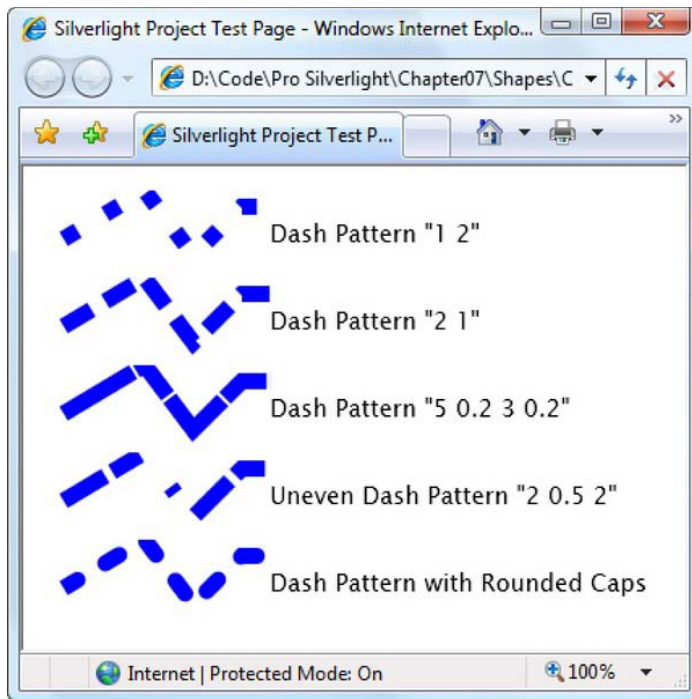 Silverlight Project Test Page - Windows Internet Explo...
D:\Code\Pro Silverlight\Chapter07\Shapes\C
Silverlight Project Test P...
Dash Pattern "1 2"
Dash Pattern "2 1"
Dash Pattern "5 0.2 3 0.2"
Uneven Dash Pattern "2 0.5 2"
Dash Pattern with Rounded Caps
Internet | Protected Mode: On
100%